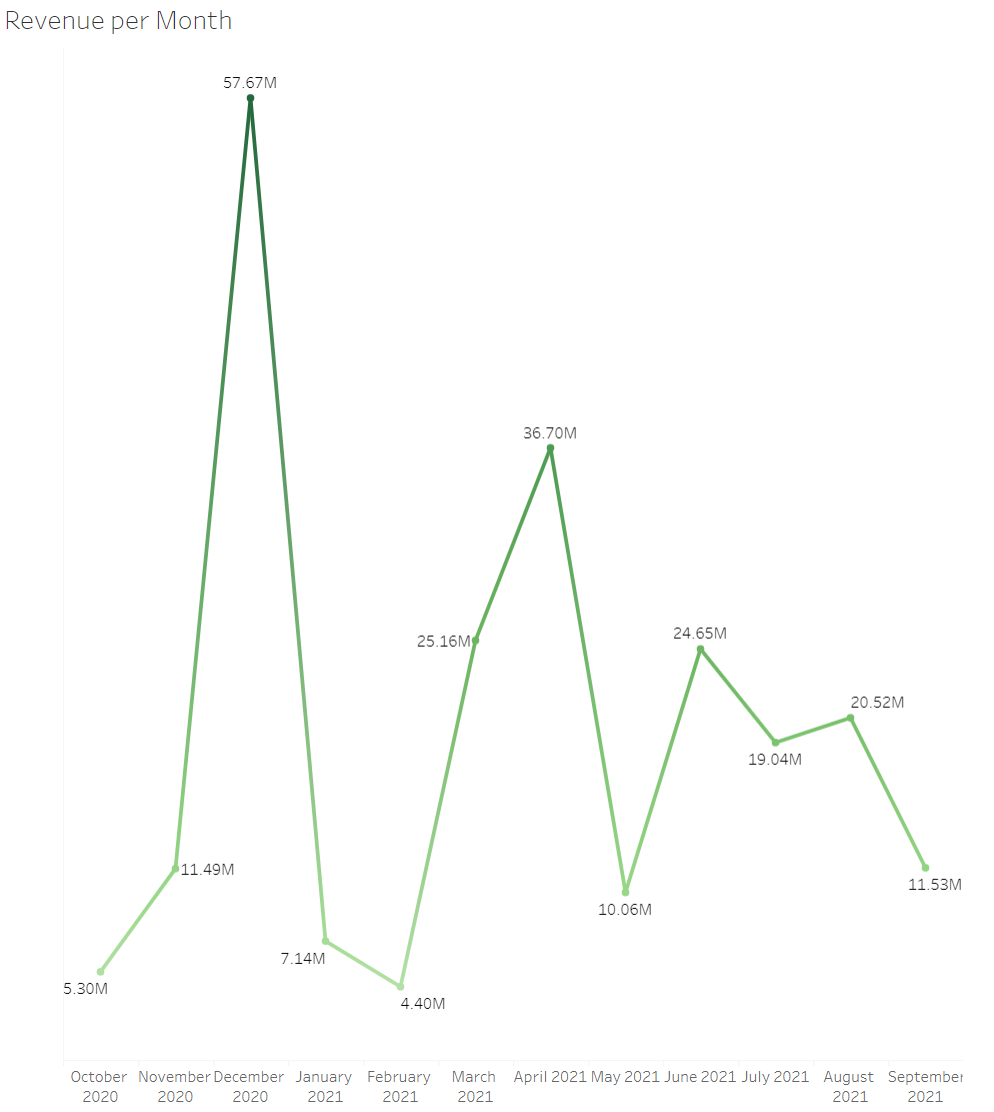 Revenue per Month
57.67M
36.70M
25.16M
24.65M
20.52M
19.04M
11.49M
11.53M
10.06M
7.14M
5.30M
4.40M
October November December January February March April 2021 May 2021 June 2021 July 2021 August September
2020 2020 2020 2021 2021 2021 2021 2021